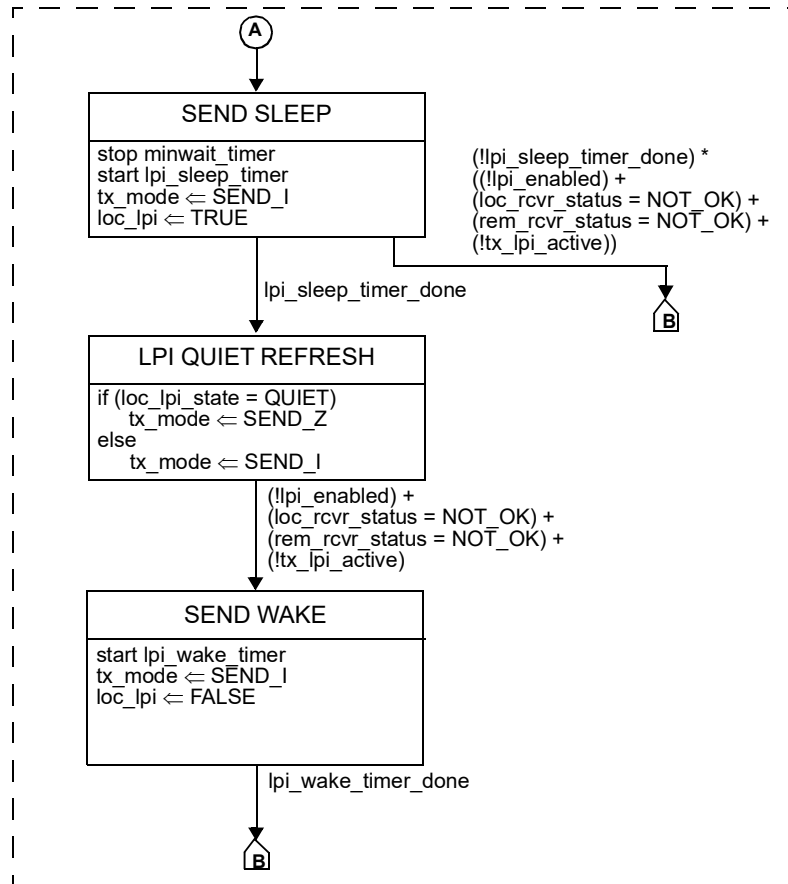 A
SEND SLEEP
stop minwait_timer
start lpi_sleep_timer
tx_mode ⇐ SEND_I
loc_lpi ⇐ TRUE
(!lpi_sleep_timer_done) *
((!lpi_enabled) +
(loc_rcvr_status = NOT_OK) +
(rem_rcvr_status = NOT_OK) +
(!tx_lpi_active))
lpi_sleep_timer_done
B
LPI QUIET REFRESH
if (loc_lpi_state = QUIET)
tx_mode ⇐ SEND_Z
else
tx_mode ⇐ SEND_I
(!lpi_enabled) +
(loc_rcvr_status = NOT_OK) +
(rem_rcvr_status = NOT_OK) +
(!tx_lpi_active)
SEND WAKE
start lpi_wake_timer
tx_mode ⇐ SEND_I
loc_lpi ⇐ FALSE
lpi_wake_timer_done
B